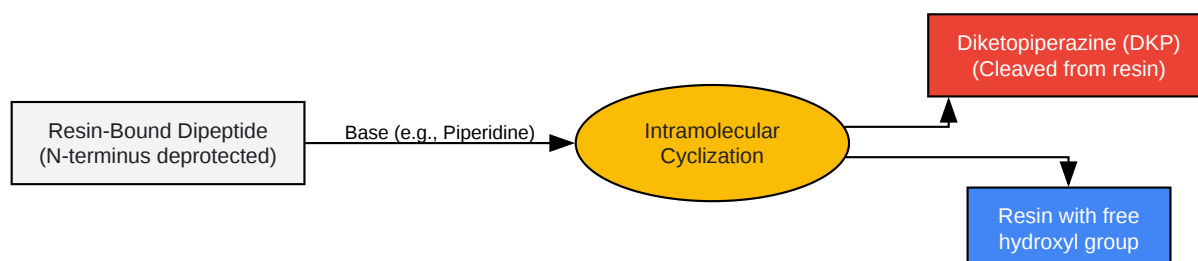 Resin-Bound Dipeptide
(N-terminus deprotected)
Base (e.g., Piperidine)
Intramolecular
Cyclization
Diketopiperazine (DKP)
(Cleaved from resin)
Resin with free
hydroxyl group